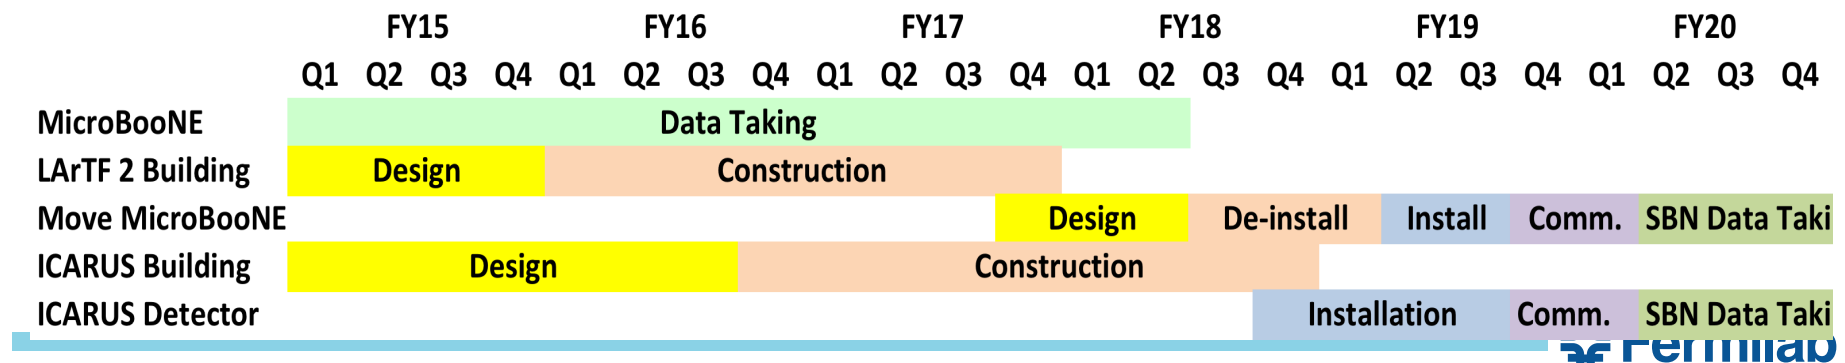 FY15 FY16 FY17 FY18 FY19 FY20
Q1 Q2 Q3 Q4 Q1 Q2 Q3 Q4 Q1 Q2 Q3 Q4 Q1 Q2 Q3 Q4 Q1 Q2 Q3 Q4 Q1 Q2 Q3 Q4
MicroBooNE Data Taking
LArTF 2 Building Design Construction
Move MicroBooNE Design De-install Install Comm. SBN Data Taki
ICARUS Building Design Construction
ICARUS Detector Installation Comm. SBN Data Taki
Fermilab